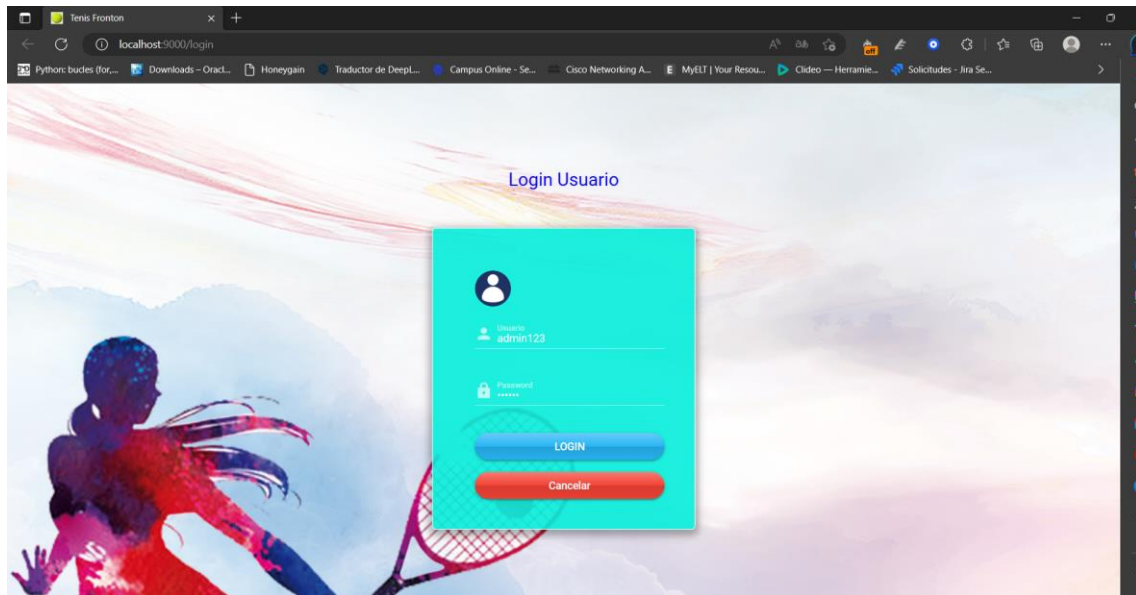 Tenis Fronton
localhost:9000/login
off
Python: bucles (for,... Downloads – Oracl... Honeygain Traductor de DeepL... Campus Online - Se... Cisco Networking A... MyELT | Your Resou... Clideo — Herramie... Solicitudes - Jira Se...
Login Usuario
Usuario
admin123
Password
······
LOGIN
Cancelar